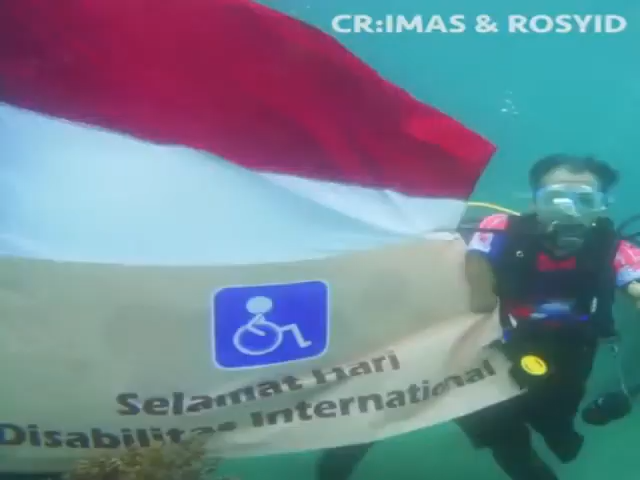 CR:IMAS & ROSYID
Selamat Hari
Disabilitas International